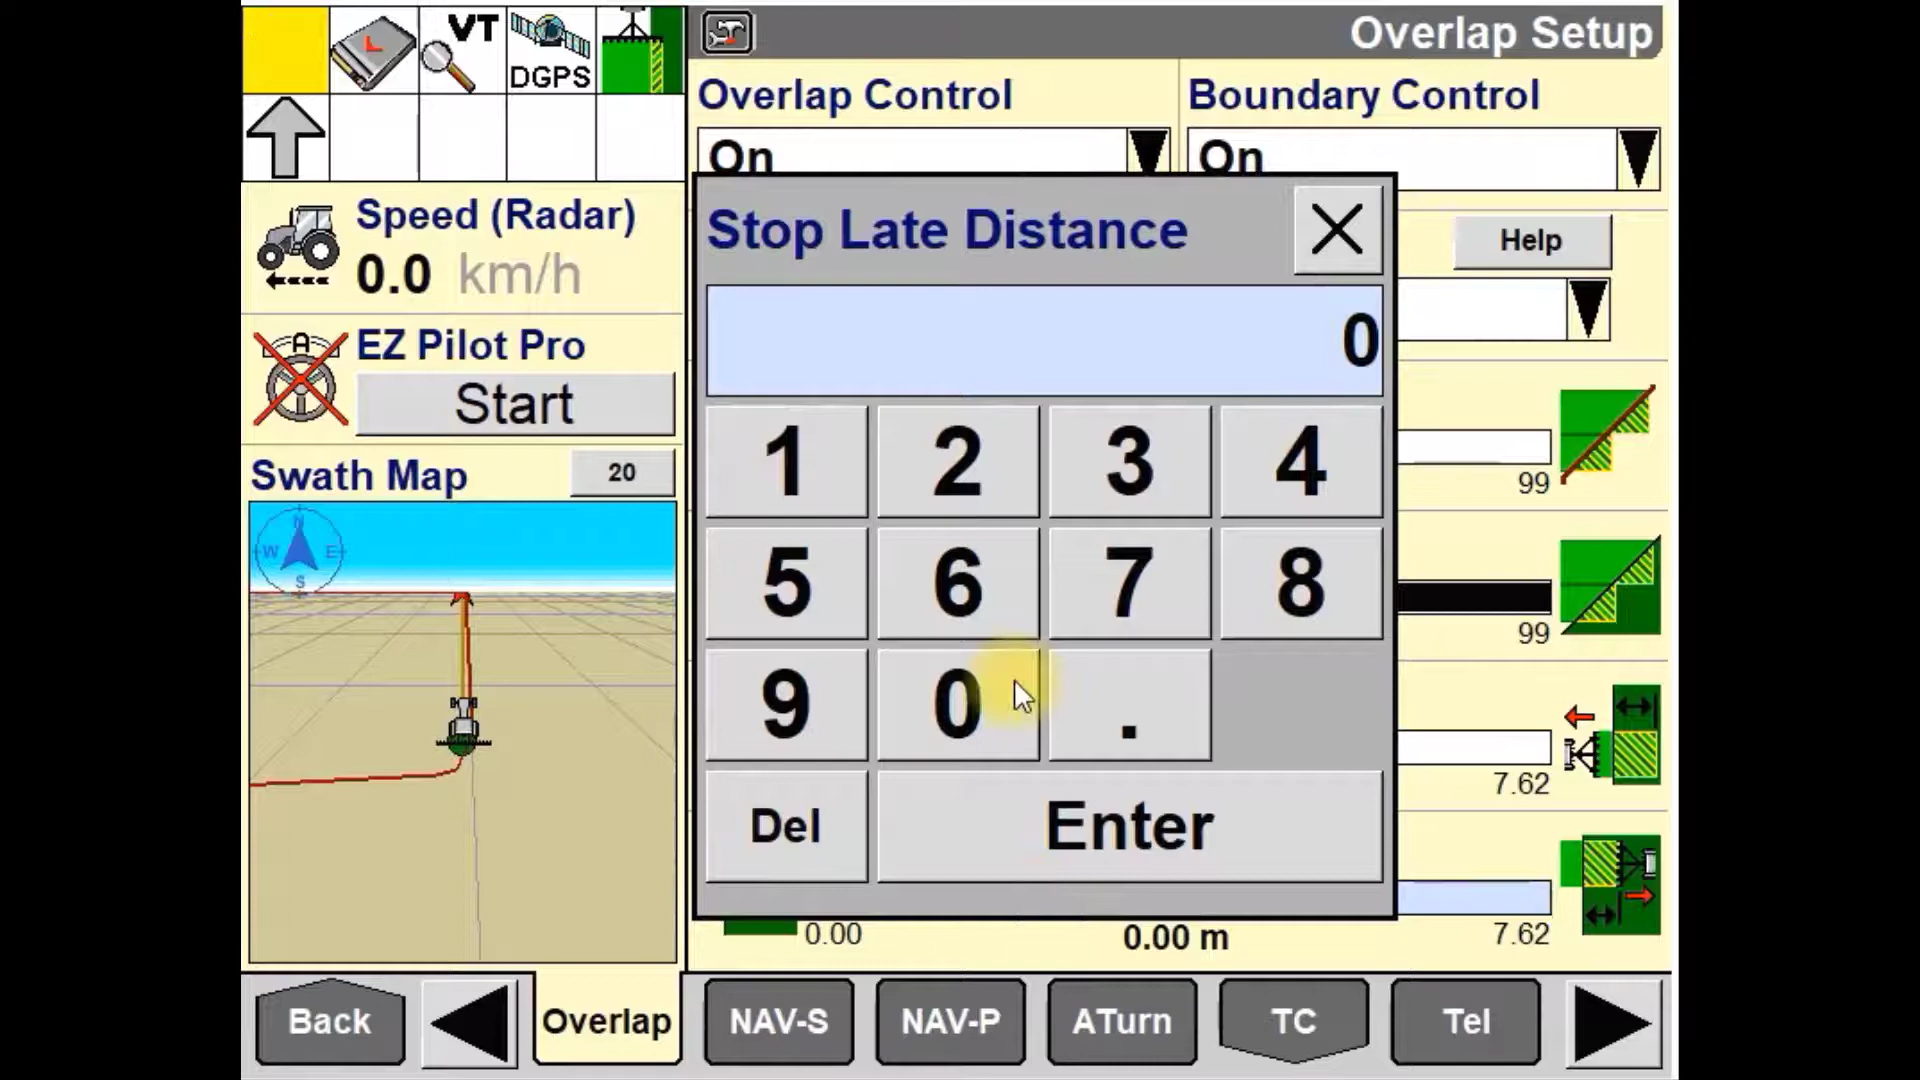 VT
DGPS
Overlap Setup
Overlap Control
Boundary Control
On
On
Speed (Radar)
0.0 km/h
Stop Late Distance
Help
0
A
EZ Pilot Pro
Start
Swath Map
20
N
W E
S
1 2 3 4
99
5 6 7 8
99
9 0 .
7.62
Del Enter
0.00
0.00 m
7.62
Back
Overlap
NAV-S
NAV-P
ATurn
TC
Tel